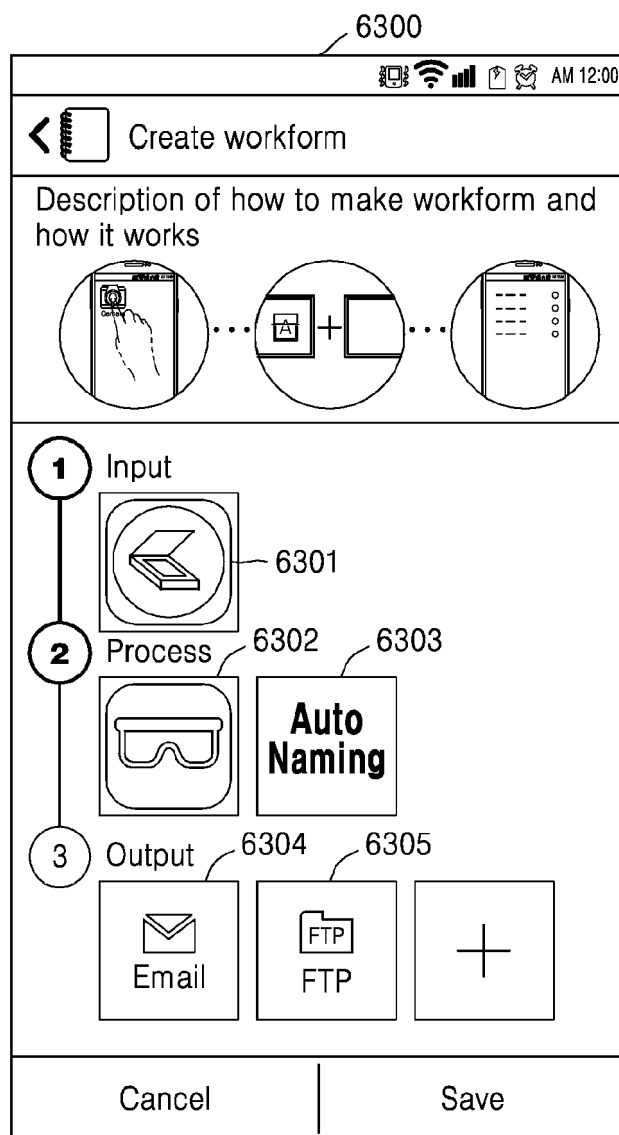 6300
AM 12:00
Create workform
Description of how to make workform and
how it works
Camera
A
+
1 Input
6301
2 Process
6302
6303
Auto
Naming
3 Output
6304
6305
Email
FTP
FTP
+
Cancel
Save